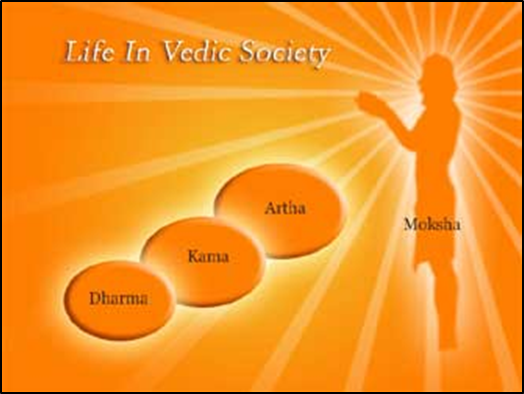 Life In Vedic Society
Artha
Moksha
Kama
Dharma